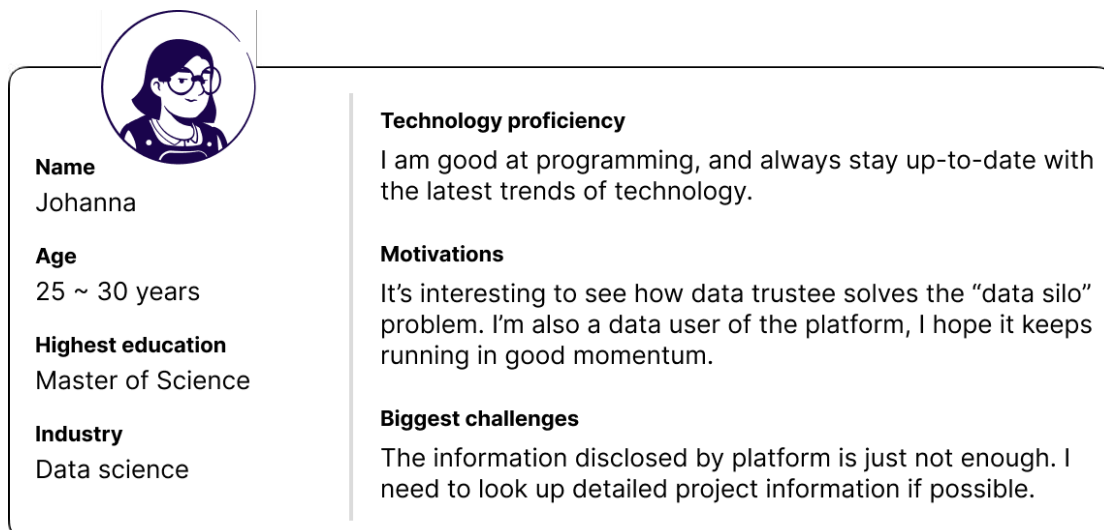 Name
Johanna
Age
25 ~ 30 years
Highest education
Master of Science
Industry
Data science
Technology proficiency
I am good at programming, and always stay up-to-date with
the latest trends of technology.
Motivations
It’s interesting to see how data trustee solves the “data silo”
problem. I’m also a data user of the platform, I hope it keeps
running in good momentum.
Biggest challenges
The information disclosed by platform is just not enough. I
need to look up detailed project information if possible.